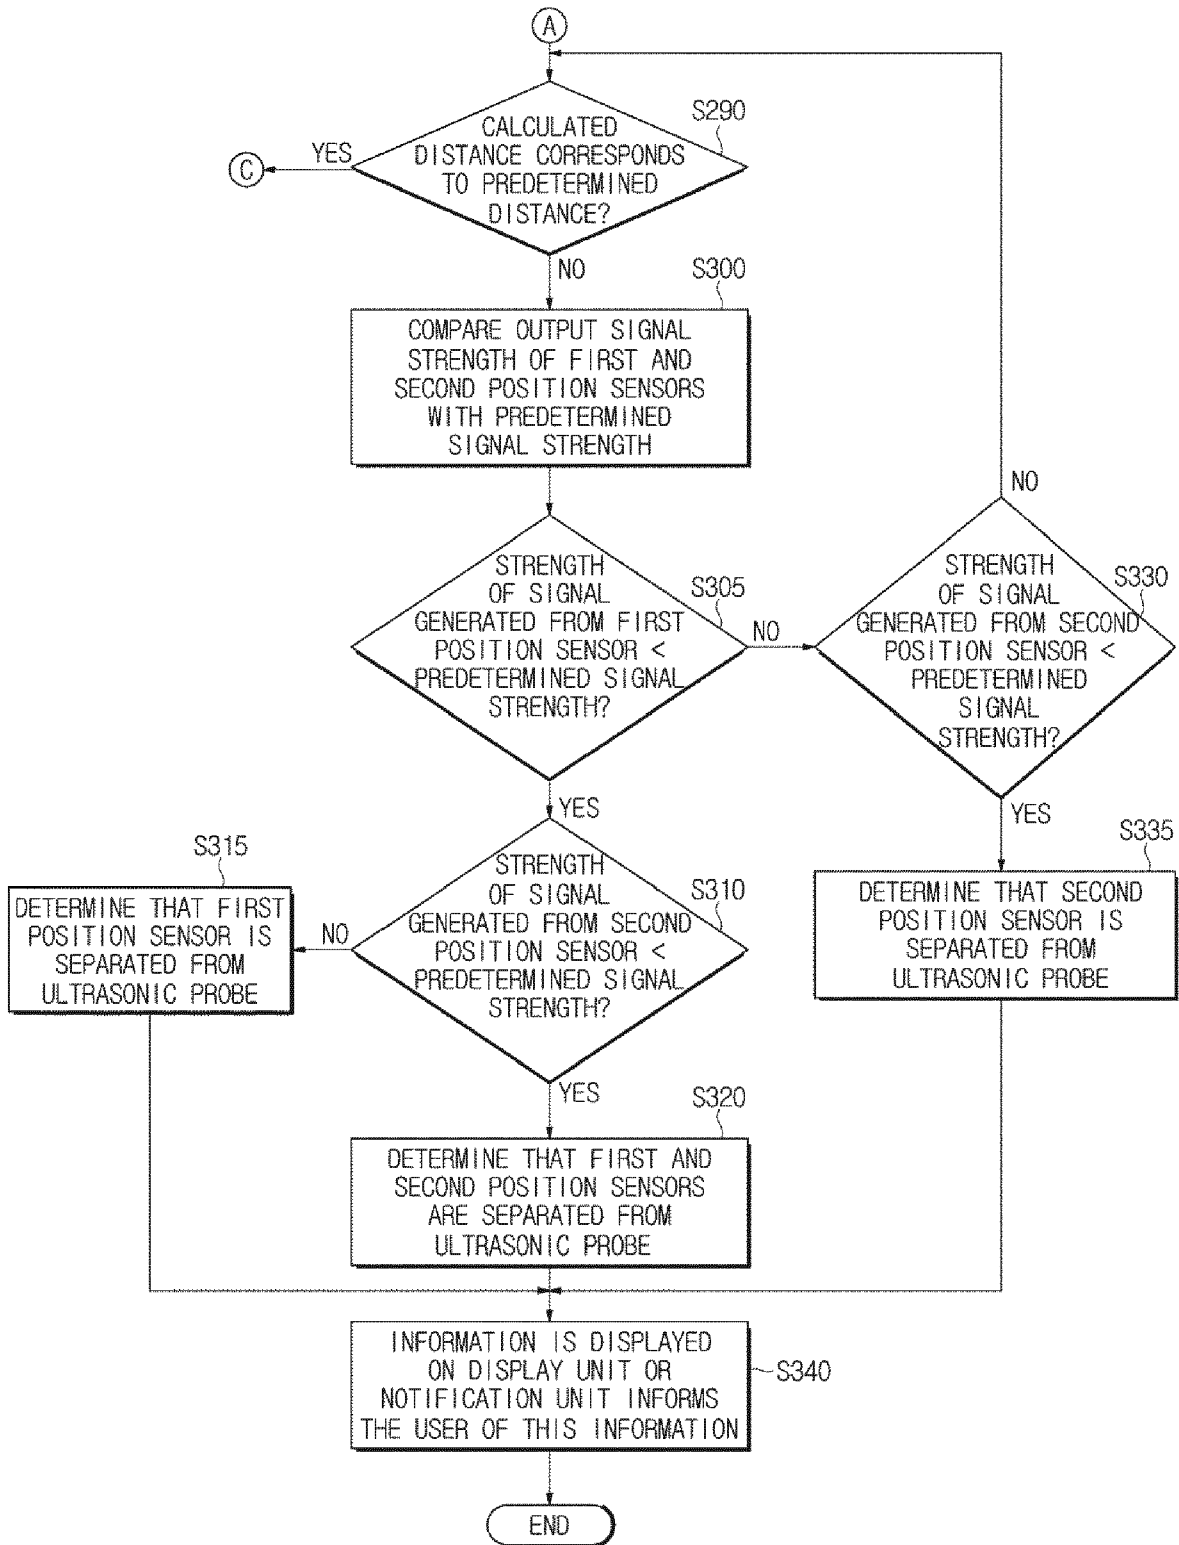 A
S290
CALCULATED
DISTANCE CORRESPONDS
TO PREDETERMINED
DISTANCE?
YES
C
NO
S300
COMPARE OUTPUT SIGNAL
STRENGTH OF FIRST AND
SECOND POSITION SENSORS
WITH PREDETERMINED
SIGNAL STRENGTH
S305
STRENGTH
OF SIGNAL
GENERATED FROM FIRST
POSITION SENSOR <
PREDETERMINED SIGNAL
STRENGTH?
NO
NO
S330
STRENGTH
OF SIGNAL
GENERATED FROM SECOND
POSITION SENSOR <
PREDETERMINED
SIGNAL
STRENGTH?
YES
YES
S315
DETERMINE THAT FIRST
POSITION SENSOR IS
SEPARATED FROM
ULTRASONIC PROBE
NO
S310
STRENGTH
OF SIGNAL
GENERATED FROM SECOND
POSITION SENSOR <
PREDETERMINED SIGNAL
STRENGTH?
S335
DETERMINE THAT SECOND
POSITION SENSOR IS
SEPARATED FROM
ULTRASONIC PROBE
YES
S320
DETERMINE THAT FIRST AND
SECOND POSITION SENSORS
ARE SEPARATED FROM
ULTRASONIC PROBE
INFORMATION IS DISPLAYED
ON DISPLAY UNIT OR
NOTIFICATION UNIT INFORMS
THE USER OF THIS INFORMATION
S340
END